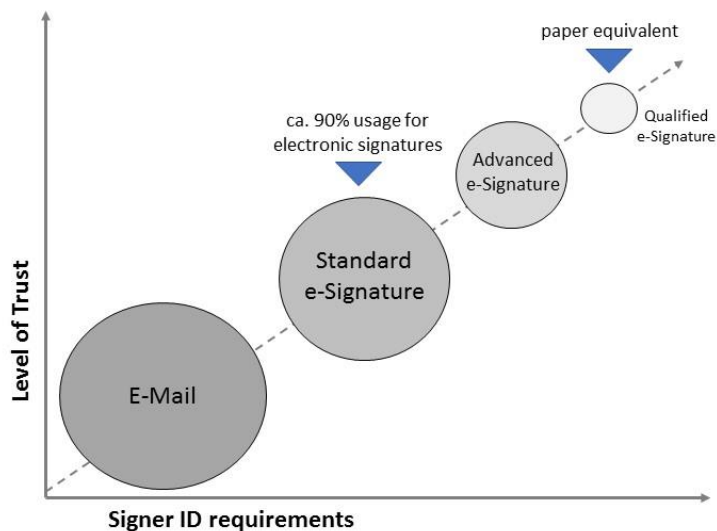 paper equivalent
ca. 90% usage for
electronic signatures
Qualified
e-Signature
Advanced
e-Signature
Standard
e-Signature
E-Mail
Level of Trust
Signer ID requirements